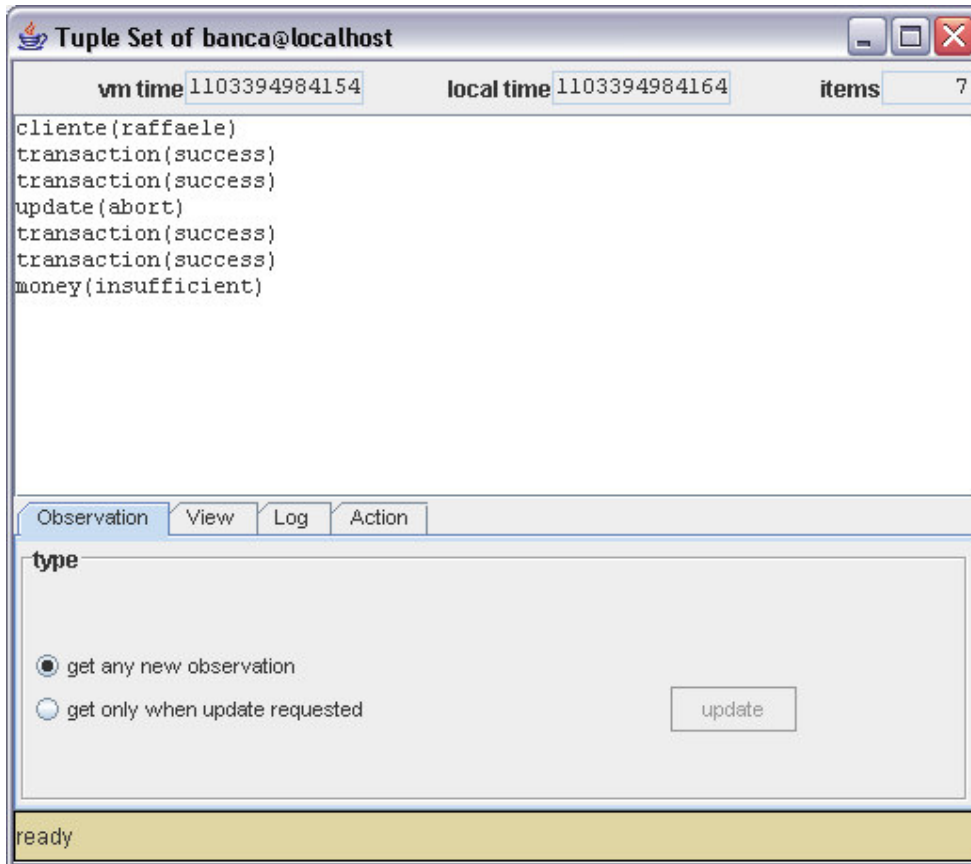 Tuple Set of banca@localhost
vm time 1103394984154 local time 1103394984164 items 7
cliente(raffaele)
transaction(success)
transaction(success)
update(abort)
transaction(success)
transaction(success)
money(insufficient)
Observation View Log Action
type
get any new observation
get only when update requested update
ready